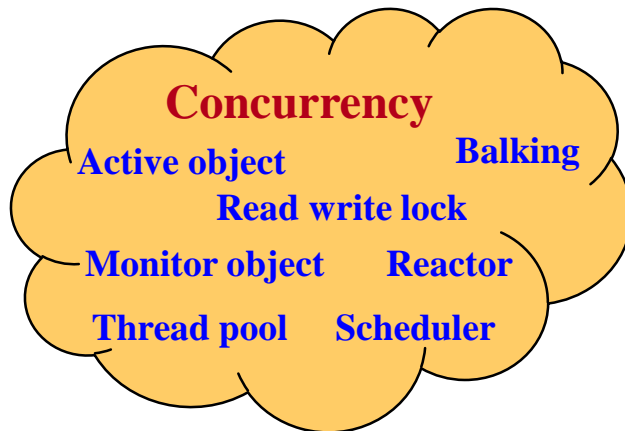 Concurrency
Active object
Balking
Read write lock
Monitor object
Reactor
Thread pool
Scheduler